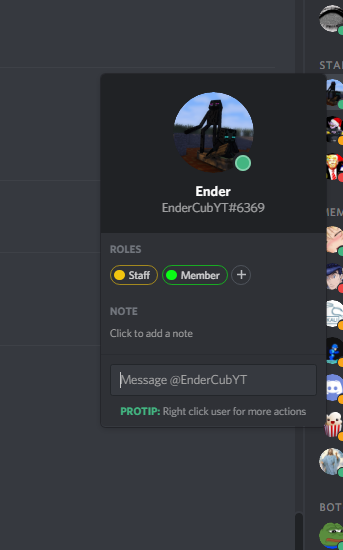 STA
Ender
EnderCubYT#6369
ROLES
Staff
Member
+
MEM
NOTE
Click to add a note
Message @EnderCubYT
PROTIP: Right click user for more actions
BOT